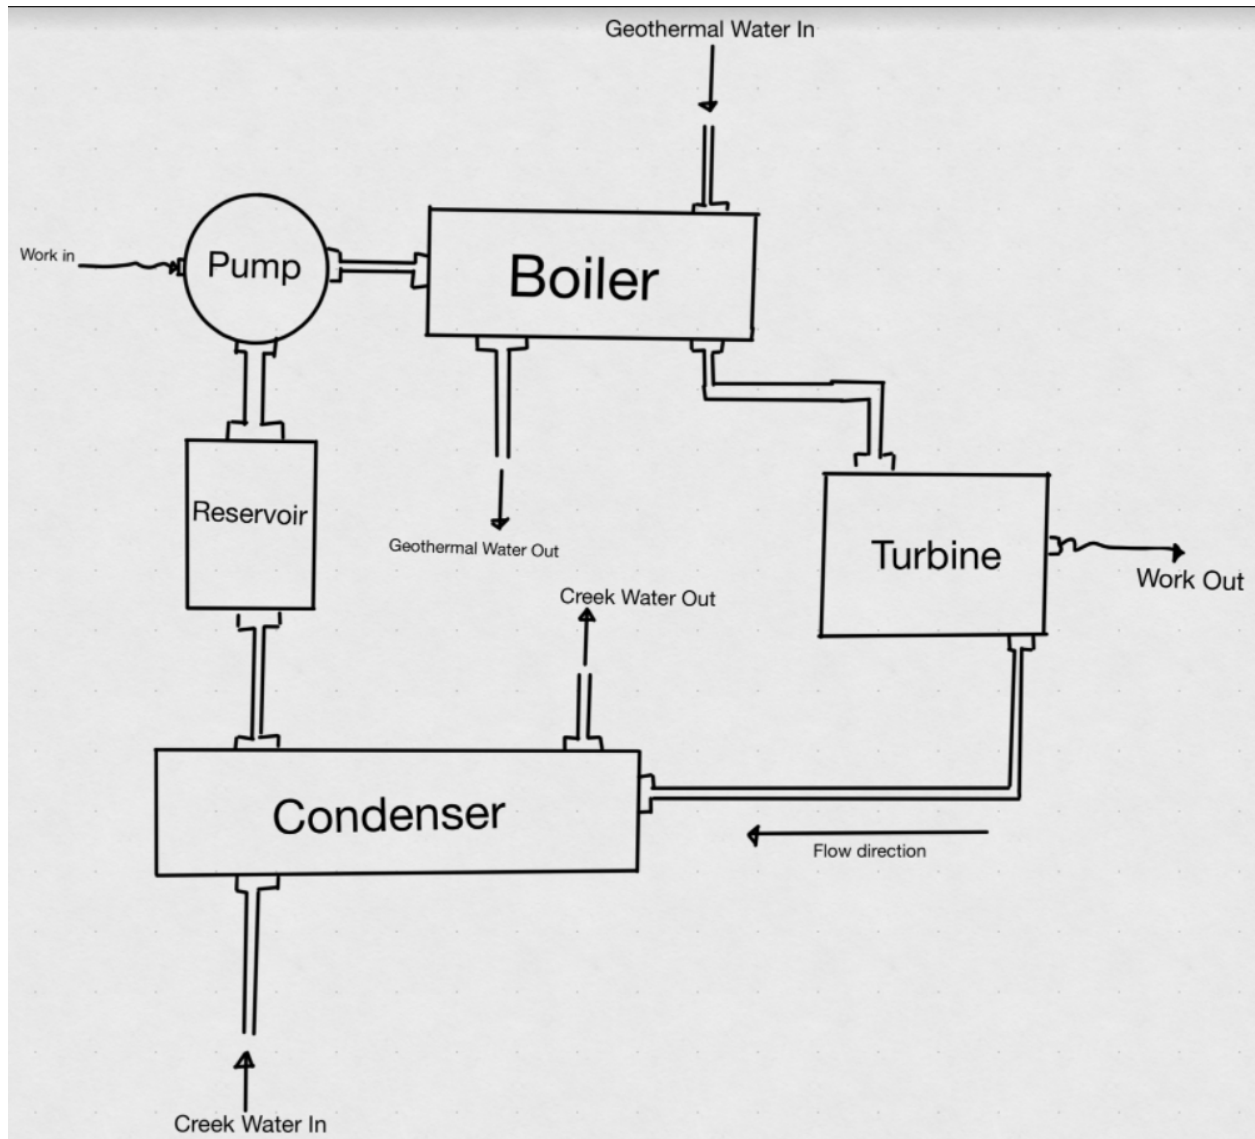 Geothermal Water In
Work in
Pump
Boiler
Reservoir
Geothermal Water Out
Turbine
Work Out
Creek Water Out
Condenser
Flow direction
Creek Water In